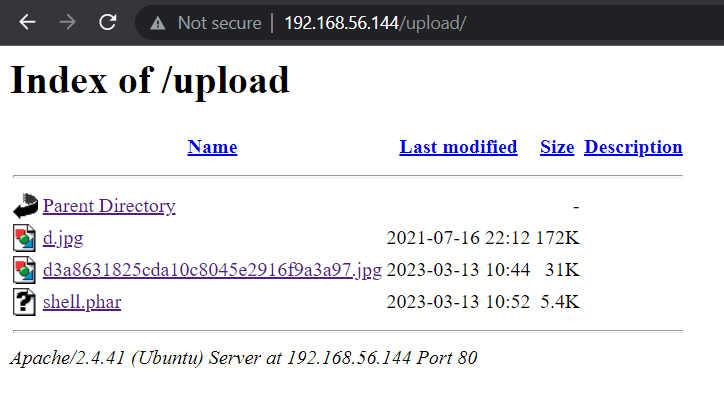 Not secure | 192.168.56.144/upload/
Index of /upload
Name Last modified Size Description
Parent Directory -
d.jpg 2021-07-16 22:12 172K
d3a8631825cda10c8045e2916f9a3a97.jpg 2023-03-13 10:44 31K
shell.phar 2023-03-13 10:52 5.4K
Apache/2.4.41 (Ubuntu) Server at 192.168.56.144 Port 80